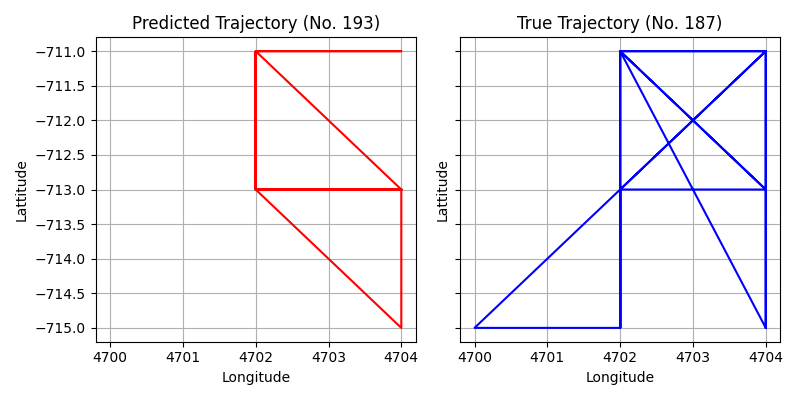 Predicted Trajectory (No. 193)
True Trajectory (No. 187)
−711.0
−711.5
−712.0
−712.5
−713.0
−713.5
−714.0
−714.5
−715.0
Lattitude
Lattitude
4700 4701 4702 4703 4704
4700 4701 4702 4703 4704
Longitude
Longitude